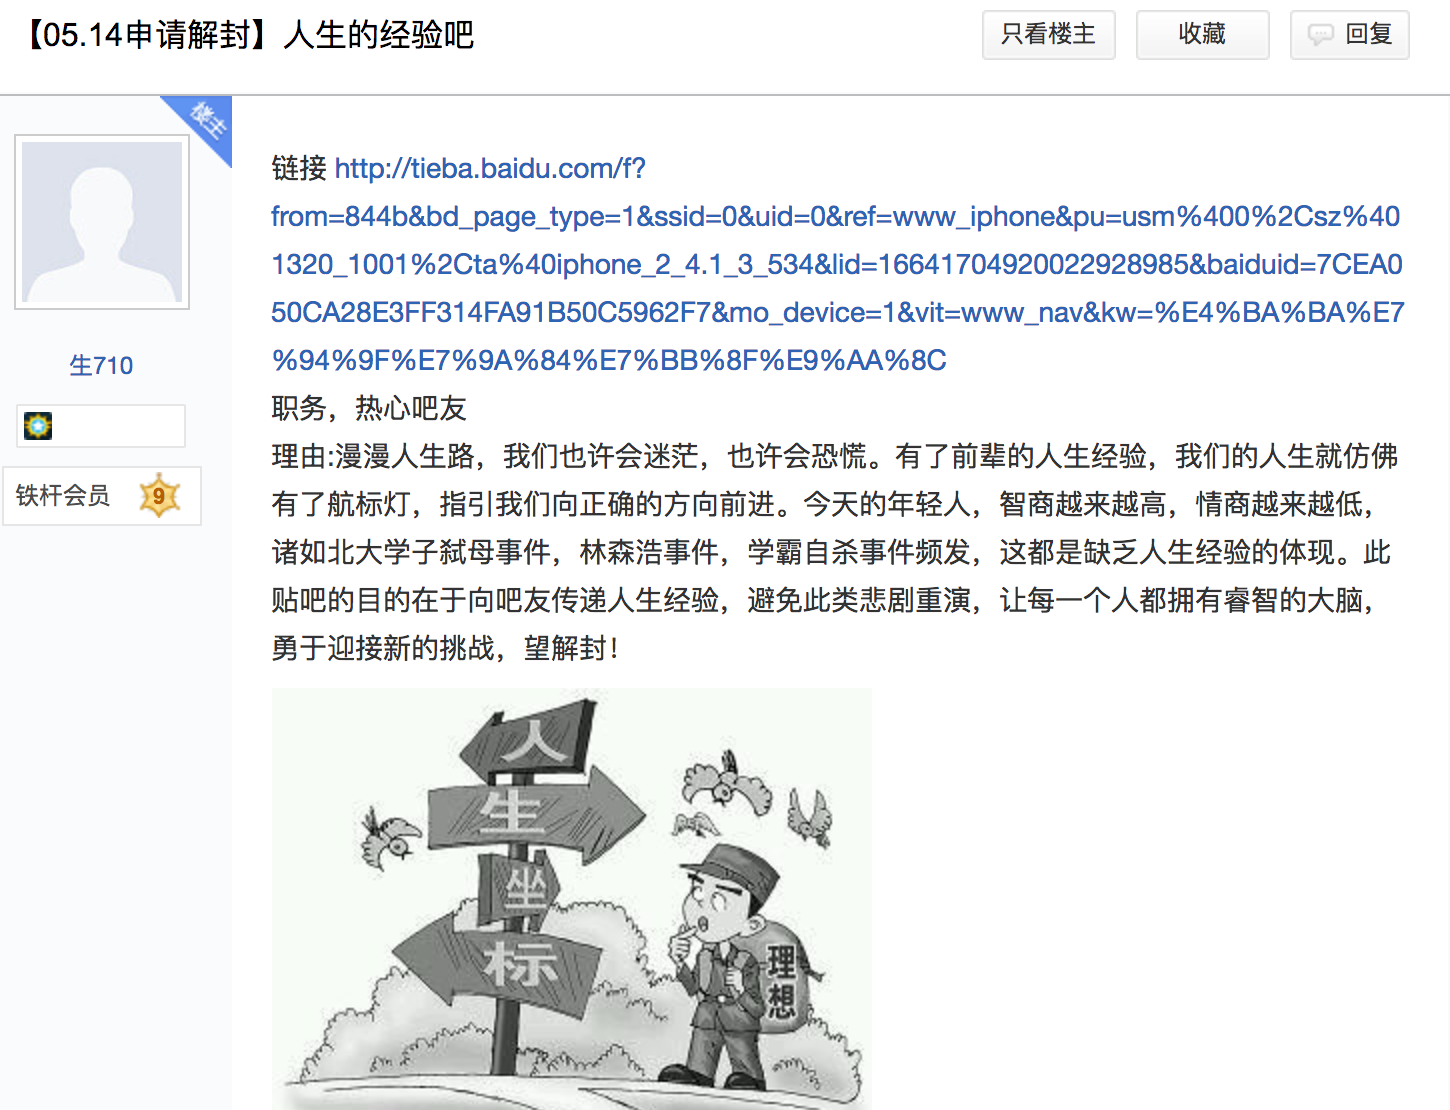 【05.14申请解封】人生的经验吧
只看楼主
收藏
回复
楼主
生710
铁杆会员 9
链接 http://tieba.baidu.com/f?
from=844b&bd_page_type=1&ssid=0&uid=0&ref=www_iphone&pu=usm%400%2Csz%40
1320_1001%2Cta%40iphone_2_4.1_3_534&lid=16641704920022928985&baiduid=7CEA0
50CA28E3FF314FA91B50C5962F7&mo_device=1&vit=www_nav&kw=%E4%BA%BA%E7
%94%9F%E7%9A%84%E7%BB%8F%E9%AA%8C
职务，热心吧友
理由:漫漫人生路，我们也许会迷茫，也许会恐慌。有了前辈的人生经验，我们的人生就仿佛
有了航标灯，指引我们向正确的方向前进。今天的年轻人，智商越来越高，情商越来越低，
诸如北大学子弑母事件，林森浩事件，学霸自杀事件频发，这都是缺乏人生经验的体现。此
贴吧的目的在于向吧友传递人生经验，避免此类悲剧重演，让每一个人都拥有睿智的大脑，
勇于迎接新的挑战，望解封！
人
生
坐
标
理
想